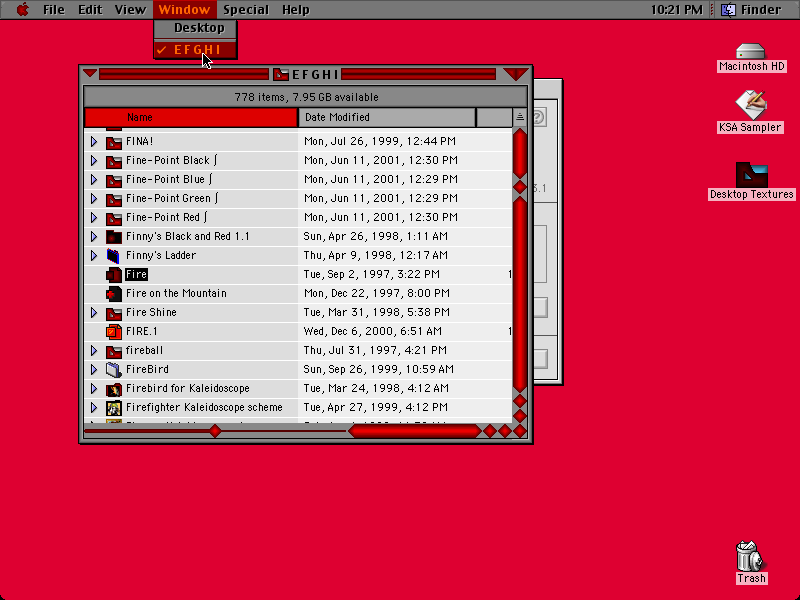 File Edit View Window Special Help 10:21 PM Finder
Desktop
✓ E F G H I
E F G H I
778 items, 7.95 GB available
Name Date Modified
FINA! Mon, Jul 26, 1999, 12:44 PM
Fine-Point Black ∫ Mon, Jun 11, 2001, 12:30 PM
Fine-Point Blue ∫ Mon, Jun 11, 2001, 12:29 PM
Fine-Point Green ∫ Mon, Jun 11, 2001, 12:29 PM
Fine-Point Red ∫ Mon, Jun 11, 2001, 12:30 PM
Finny's Black and Red 1.1 Sun, Apr 26, 1998, 1:11 AM
Finny's Ladder Thu, Apr 9, 1998, 12:17 AM
Fire Tue, Sep 2, 1997, 3:22 PM 1
Fire on the Mountain Mon, Dec 22, 1997, 8:00 PM
Fire Shine Tue, Mar 31, 1998, 5:38 PM
FIRE.1 Wed, Dec 6, 2000, 6:51 AM 1
fireball Thu, Jul 31, 1997, 4:21 PM
FireBird Sun, Sep 26, 1999, 10:59 AM
Firebird for Kaleidoscope Tue, Mar 24, 1998, 4:12 AM
Firefighter Kaleidoscope scheme Tue, Apr 27, 1999, 4:12 PM
3.1
Macintosh HD
KSA Sampler
Desktop Textures
Trash